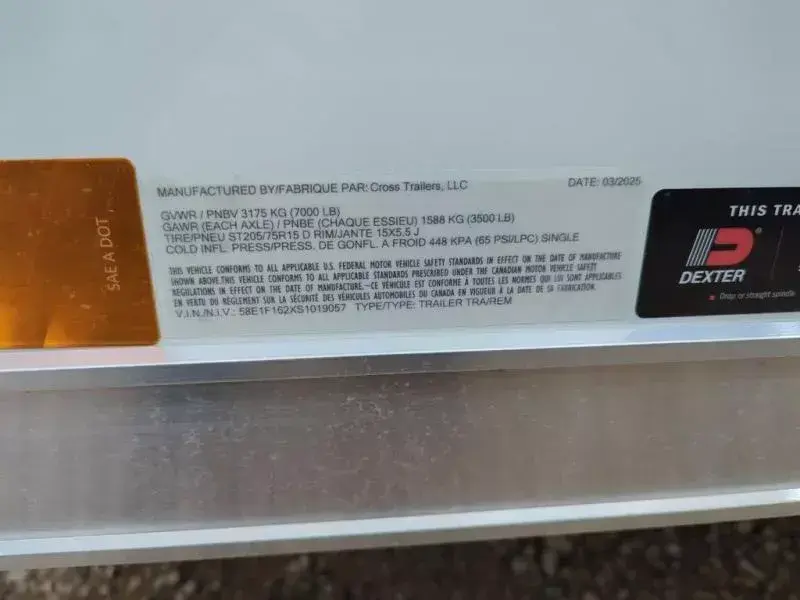 MANUFACTURED BY/FABRIQUE PAR: Cross Trailers, LLC DATE: 03/2025
GVWR / PNBV 3175 KG (7000 LB)
GAWR (EACH AXLE) / PNBE (CHAQUE ESSIEU) 1588 KG (3500 LB)
TIRE/PNEU ST205/75R15 D RIM/JANTE 15X5.5 J
COLD INFL. PRESS/PRESS. DE GONFL. A FROID 448 KPA (65 PSI/LPC) SINGLE
THIS VEHICLE CONFORMS TO ALL APPLICABLE U.S. FEDERAL MOTOR VEHICLE SAFETY STANDARDS IN EFFECT ON THE DATE OF MANUFACTURE
SHOWN ABOVE.THIS VEHICLE CONFORMS TO ALL APPLICABLE STANDARDS PRESCRIBED UNDER THE CANADIAN MOTOR VEHICLE SAFETY
REGULATIONS IN EFFECT ON THE DATE OF MANUFACTURE.-CE VÉHICULE EST CONFORME À TOUTES LES NORMES QUI LUI SONT APPLICABLES
EN VERTU DU RÈGLEMENT SUR LA SÉCURITÉ DES VÉHICULES AUTOMOBILES DU CANADA EN VIGUEUR À LA DATE DE SA FABRICATION.
V.I.N./N.I.V.: 58E1F162XS1019057 TYPE/TYPE: TRAILER TRA/REM
SAE A DOT
THIS TRA
DEXTER®
Drop or straight spindle